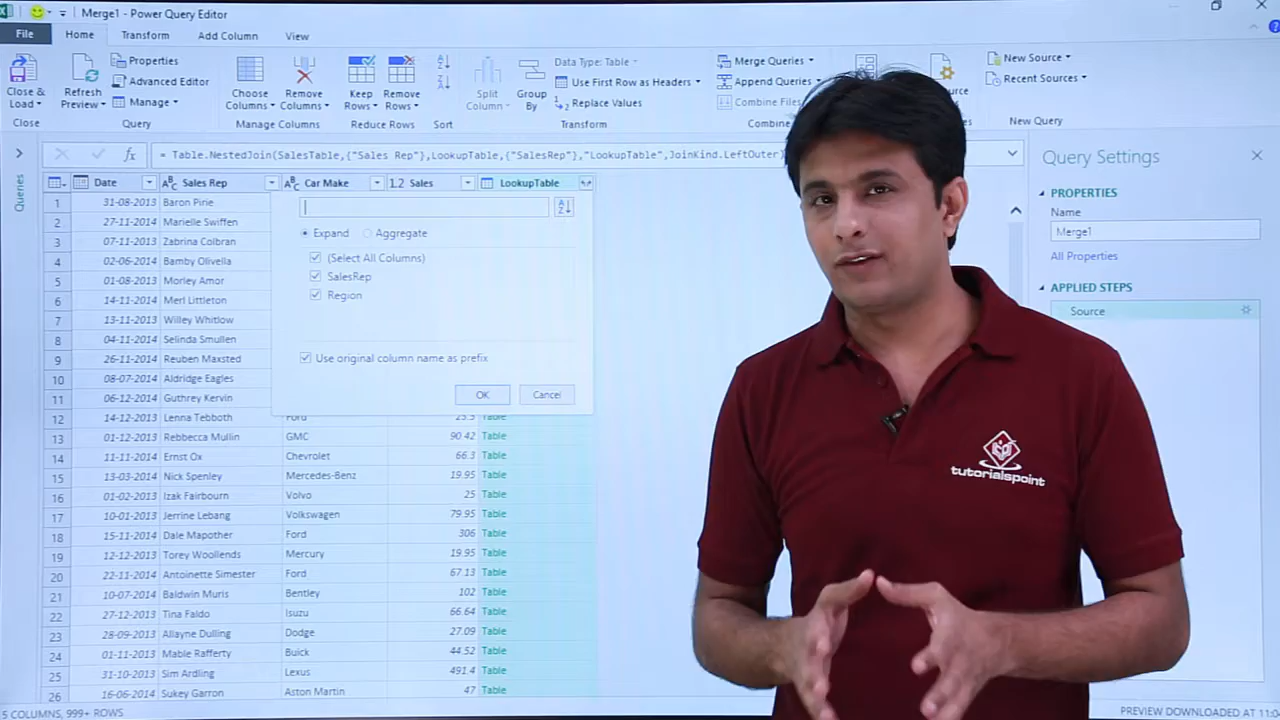 Merge1 - Power Query Editor
File Home Transform Add Column View
Close & Load
Refresh Preview
Properties
Advanced Editor
Manage
Choose Columns
Remove Columns
Keep Rows
Remove Rows
Split Column
Group By
Data Type: Table
Use First Row as Headers
Replace Values
Merge Queries
Append Queries
Combine Files
New Source
Recent Sources
Close Query Manage Columns Reduce Rows Sort Transform Combine New Query
fx = Table.NestedJoin(SalesTable,{"Sales Rep"},LookupTable,{"SalesRep"},"LookupTable",JoinKind.LeftOuter)
Queries
Date ABC Sales Rep ABC Car Make 1.2 Sales LookupTable
1 31-08-2013 Baron Pirie
2 27-11-2014 Marielle Swiffen
3 07-11-2013 Zabrina Colbran
4 02-06-2014 Bamby Olivella
5 01-08-2013 Morley Amor
6 14-11-2014 Merl Littleton
7 13-11-2013 Willey Whitlow
8 04-11-2013 Selinda Smullen
9 26-11-2014 Reuben Maxsted
10 08-07-2014 Aldridge Eagles
11 06-12-2014 Guthrey Kervin
12 14-12-2013 Lenna Tebboth Ford 23.5 Table
13 01-12-2013 Rebbecca Mullin GMC 90.42 Table
14 11-11-2014 Ernst Ox Chevrolet 66.3 Table
15 13-03-2014 Nick Spenley Mercedes-Benz 19.95 Table
16 01-02-2013 Izak Fairbourn Volvo 25 Table
17 10-01-2013 Jerrine Lebang Volkswagen 79.95 Table
18 15-11-2014 Dale Mapother Ford 306 Table
19 12-12-2013 Torey Woollends Mercury 19.95 Table
20 22-11-2014 Antoinette Simester Ford 67.13 Table
21 10-07-2014 Baldwin Muris Bentley 102 Table
22 27-12-2013 Tina Faldo Isuzu 66.64 Table
23 28-09-2013 Allayne Dulling Dodge 27.09 Table
24 01-11-2013 Mable Rafferty Buick 44.52 Table
25 31-10-2013 Sim Ardling Lexus 491.4 Table
26 16-06-2014 Sukey Garron Aston Martin 47 Table
Expand Aggregate
(Select All Columns)
SalesRep
Region
Use original column name as prefix
OK Cancel
Query Settings
PROPERTIES
Name
Merge1
All Properties
APPLIED STEPS
Source
tutorialspoint
5 COLUMNS, 999+ ROWS
PREVIEW DOWNLOADED AT 11:0